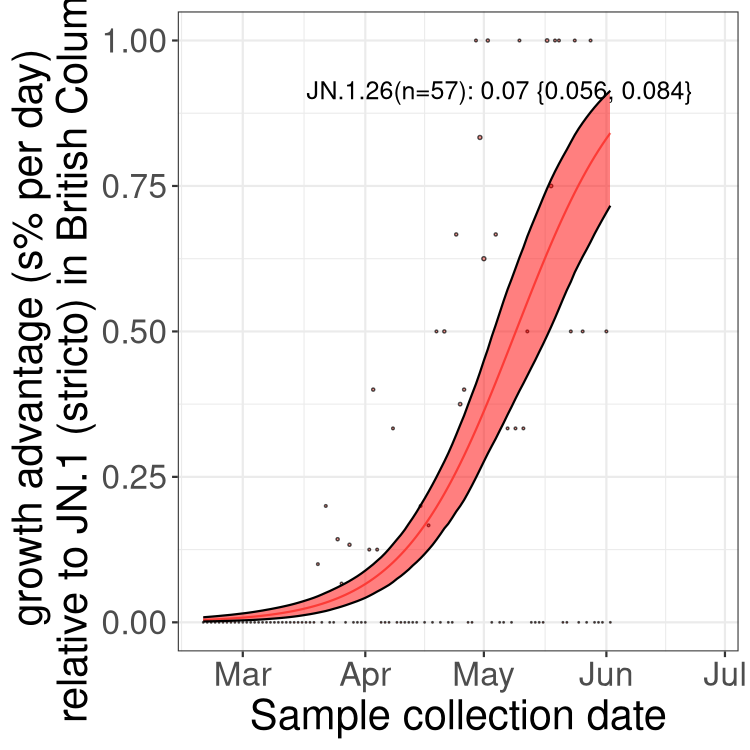 growth advantage (s% per day)
relative to JN.1 (stricto) in British Colum
1.00
0.75
0.50
0.25
0.00
JN.1.26(n=57): 0.07 {0.056, 0.084}
Mar Apr May Jun Jul
Sample collection date